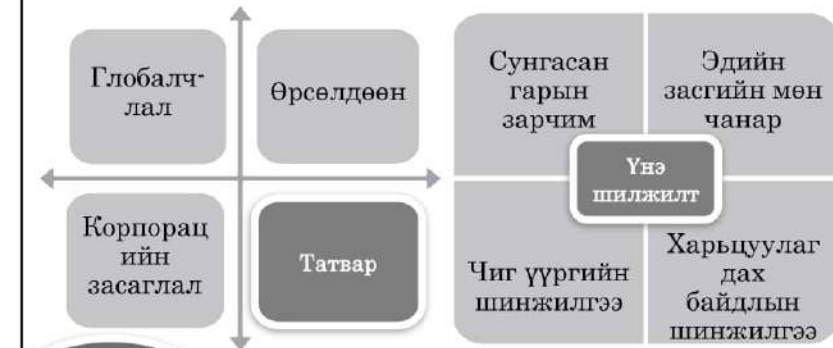 Глобалч-
лал
Өрсөлдөөн
Корпорац
ийн
засаглал
Татвар
Сунгасан
гарын
зарчим
Эдийн
засгийн мөн
чанар
Үнэ
шилжилт
Чиг үүргийн
шинжилгээ
Харьцуулаг
дах
байдлын
шинжилгээ